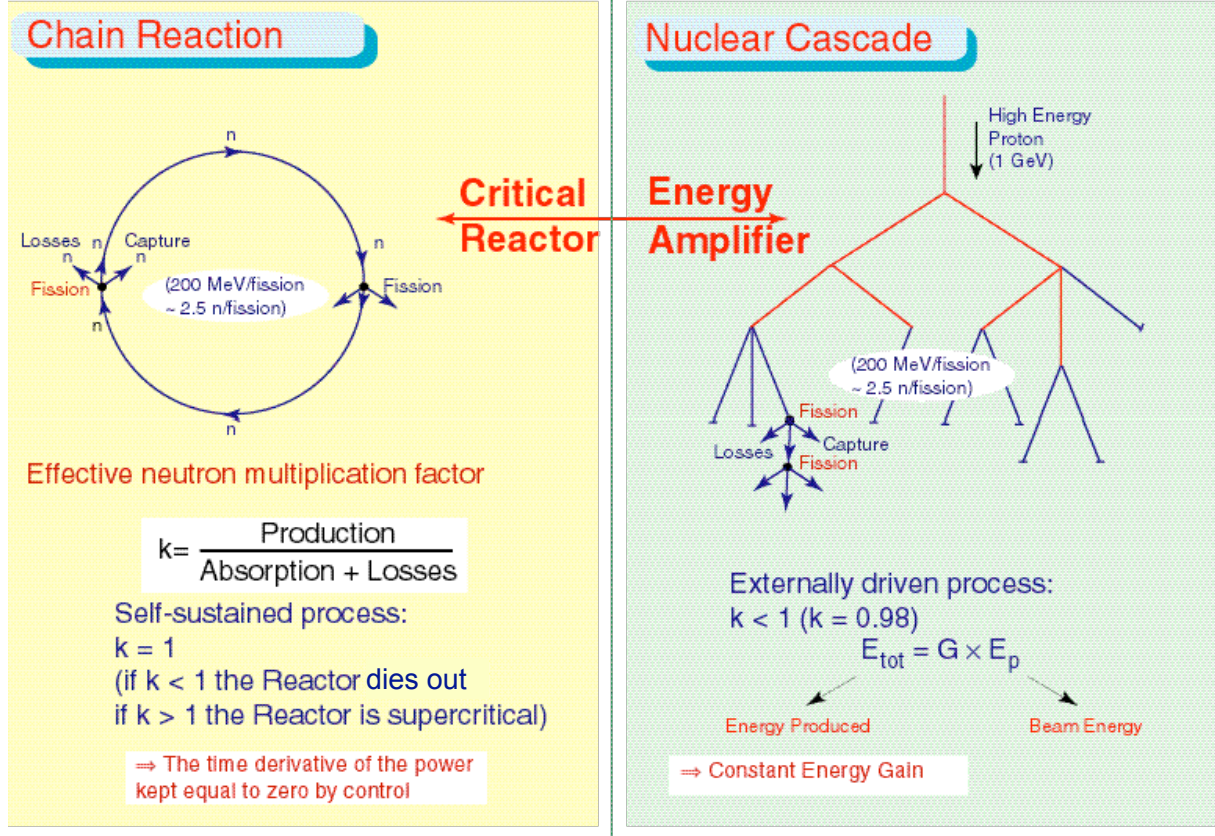 Chain Reaction
n
n
Losses
n
Capture
n
n
Fission
(200 MeV/fission
~ 2.5 n/fission)
Fission
n
n
Effective neutron multiplication factor
k= Production
Absorption + Losses
Self-sustained process:
k = 1
(if k < 1 the Reactor dies out
if k > 1 the Reactor is supercritical)
⇒ The time derivative of the power
kept equal to zero by control
Critical
Reactor
Energy
Amplifier
Nuclear Cascade
High Energy
Proton
(1 GeV)
(200 MeV/fission
~ 2.5 n/fission)
Fission
Losses
Capture
Fission
Externally driven process:
k < 1 (k = 0.98)
E_tot = G × E_p
Energy Produced
Beam Energy
⇒ Constant Energy Gain